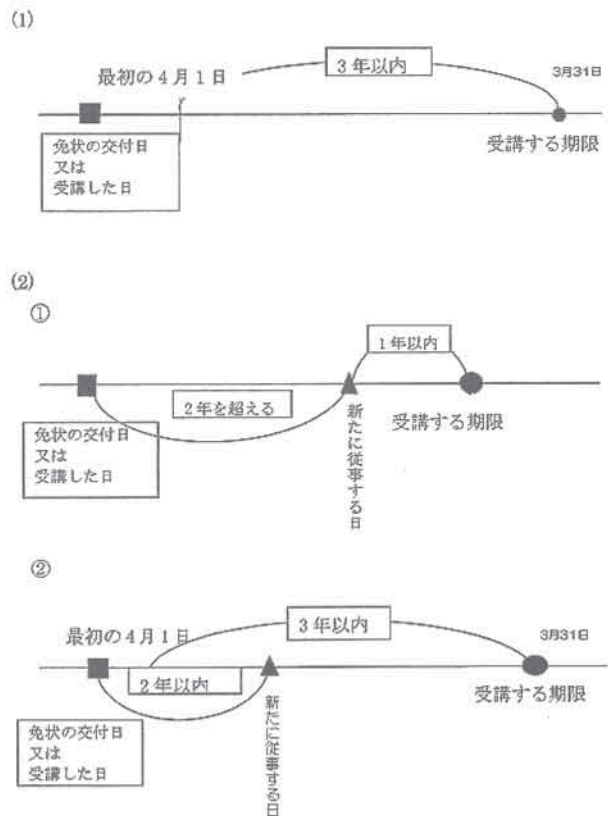 (1)
最初の4月1日
3年以内
3月31日
免状の交付日
又は
受講した日
受講する期限
(2)
①
1年以内
2年を超える
新たに従事する日
受講する期限
免状の交付日
又は
受講した日
②
3年以内
最初の4月1日
3月31日
2年以内
新たに従事する日
受講する期限
免状の交付日
又は
受講した日